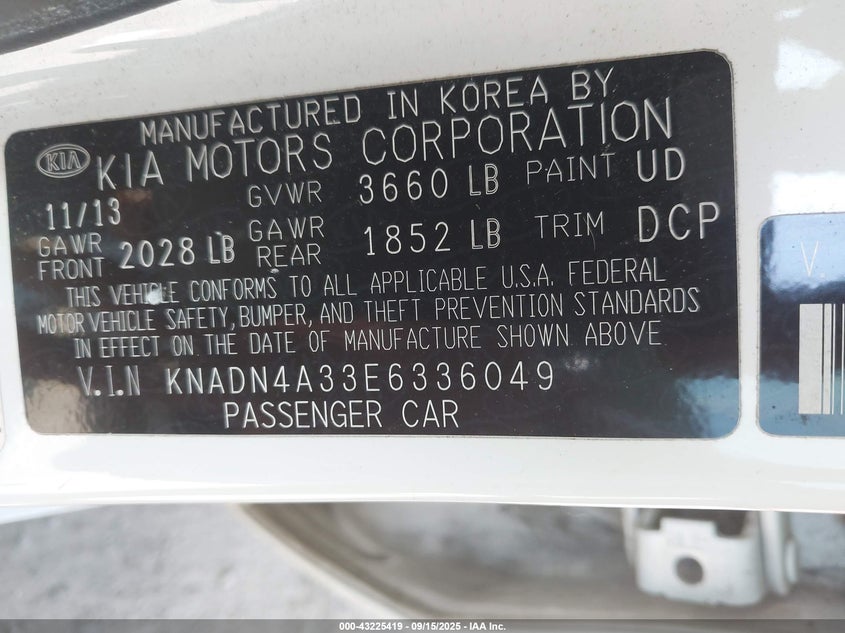 MANUFACTURED IN KOREA BY
KIA KIA MOTORS CORPORATION
11/13 GVWR 3660 LB PAINT UD
GAWR FRONT 2028 LB GAWR REAR 1852 LB TRIM DCP
THIS VEHICLE CONFORMS TO ALL APPLICABLE U.S.A. FEDERAL
MOTOR VEHICLE SAFETY, BUMPER, AND THEFT PREVENTION STANDARDS
IN EFFECT ON THE DATE OF MANUFACTURE SHOWN ABOVE
V.I.N KNADN4A33E6336049
PASSENGER CAR
V.
000-43225419 - 09/15/2025 - IAA Inc.